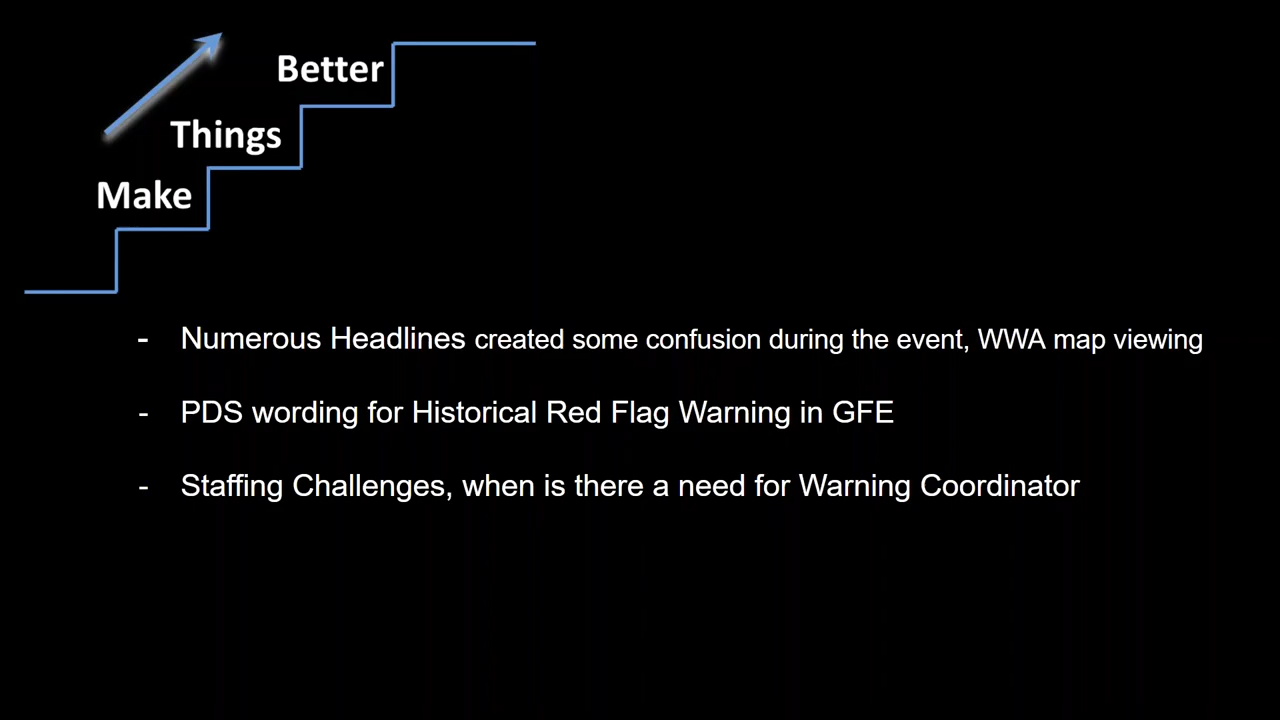 Better
Things
Make
- Numerous Headlines created some confusion during the event, WWA map viewing
- PDS wording for Historical Red Flag Warning in GFE
- Staffing Challenges, when is there a need for Warning Coordinator